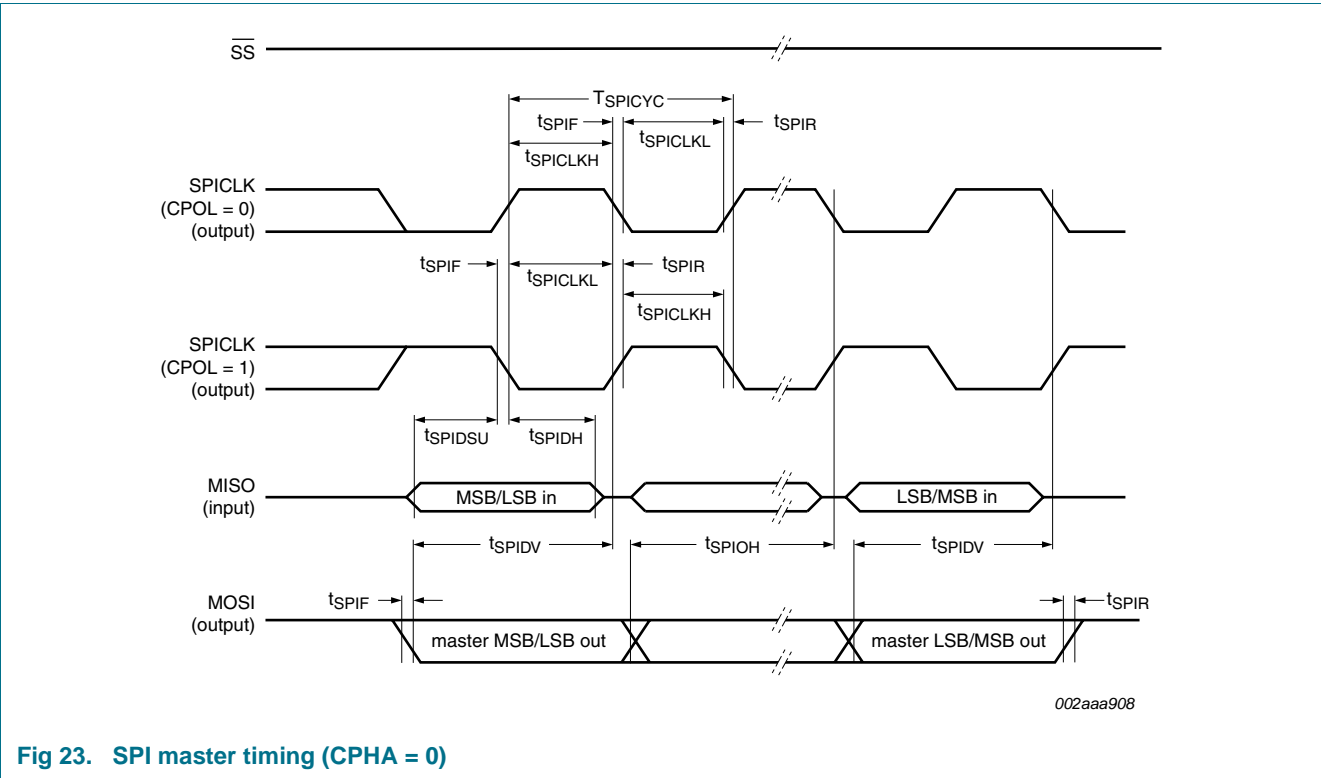 SS
TSPICYC
tSPIF
tSPICLKL
tSPIR
tSPICLKH
SPICLK
(CPOL = 0)
(output)
tSPIF
tSPICLKL
tSPIR
tSPICLKH
SPICLK
(CPOL = 1)
(output)
tSPIDSU
tSPIDH
MISO
(input)
MSB/LSB in
LSB/MSB in
tSPIDV
tSPIOH
tSPIDV
MOSI
(output)
tSPIF
tSPIR
master MSB/LSB out
master LSB/MSB out
002aaa908
Fig 23. SPI master timing (CPHA = 0)